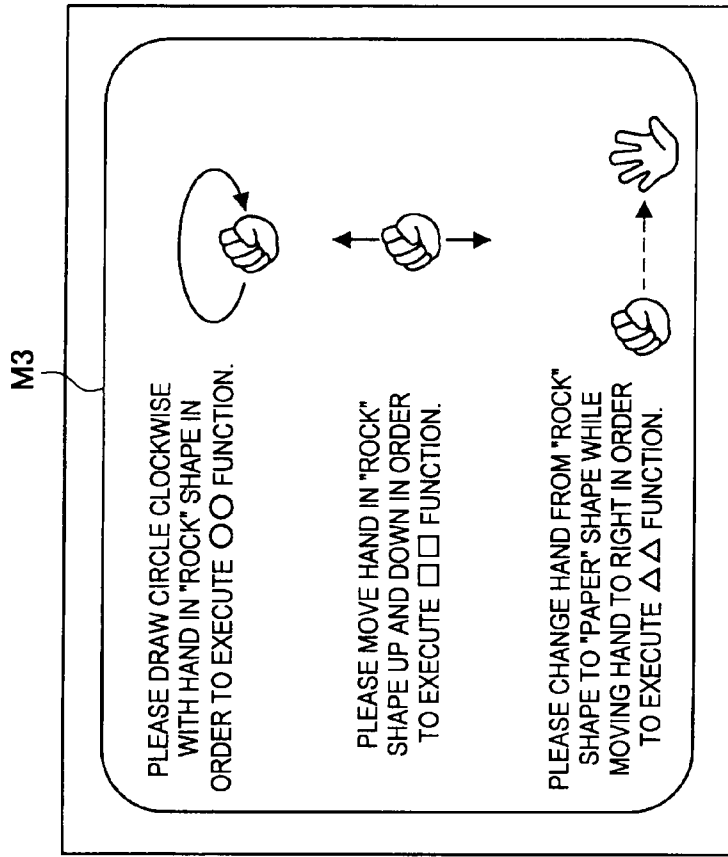 M3
PLEASE DRAW CIRCLE CLOCKWISE
WITH HAND IN "ROCK" SHAPE IN
ORDER TO EXECUTE ○○ FUNCTION.
PLEASE MOVE HAND IN "ROCK"
SHAPE UP AND DOWN IN ORDER
TO EXECUTE □□ FUNCTION.
PLEASE CHANGE HAND FROM "ROCK"
SHAPE TO "PAPER" SHAPE WHILE
MOVING HAND TO RIGHT IN ORDER
TO EXECUTE △△ FUNCTION.